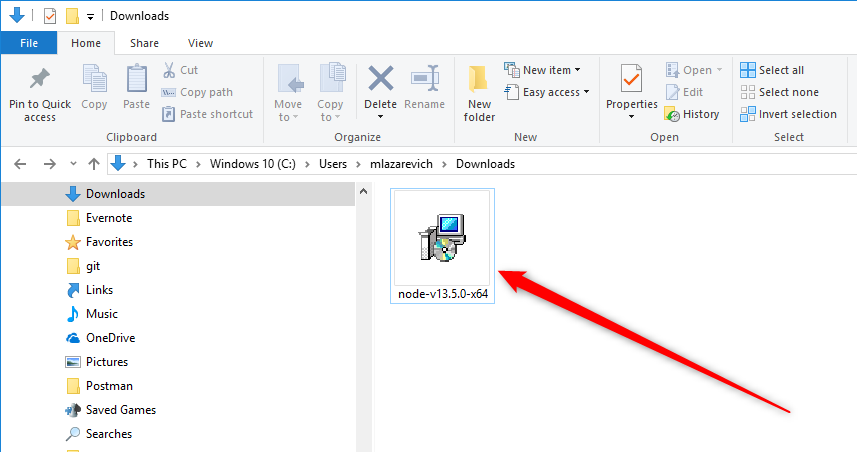 Downloads
File Home Share View
Pin to Quick access
Copy
Paste
Cut
Copy path
Paste shortcut
Clipboard
Move to
Copy to
Delete
Rename
Organize
New folder
New item
Easy access
New
Properties
Open
Edit
History
Open
Select all
Select none
Invert selection
Select
This PC > Windows 10 (C:) > Users > mlazarevich > Downloads
Downloads
Evernote
Favorites
git
Links
Music
OneDrive
Pictures
Postman
Saved Games
Searches
node-v13.5.0-x64